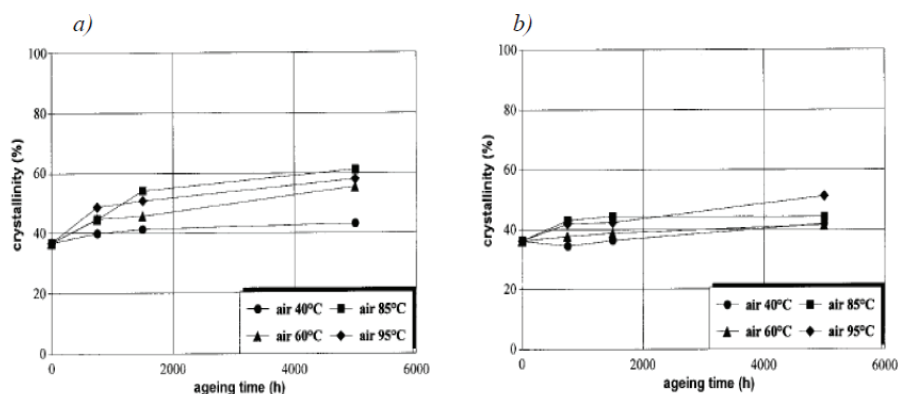 a)
100
80
60
40
20
0
crystallinity (%)
air 40°C air 85°C
air 60°C air 95°C
0 2000 4000 6000
ageing time (h)
b)
100
80
60
40
20
0
crystallinity (%)
air 40°C air 85°C
air 60°C air 95°C
0 2000 4000 6000
ageing time (h)